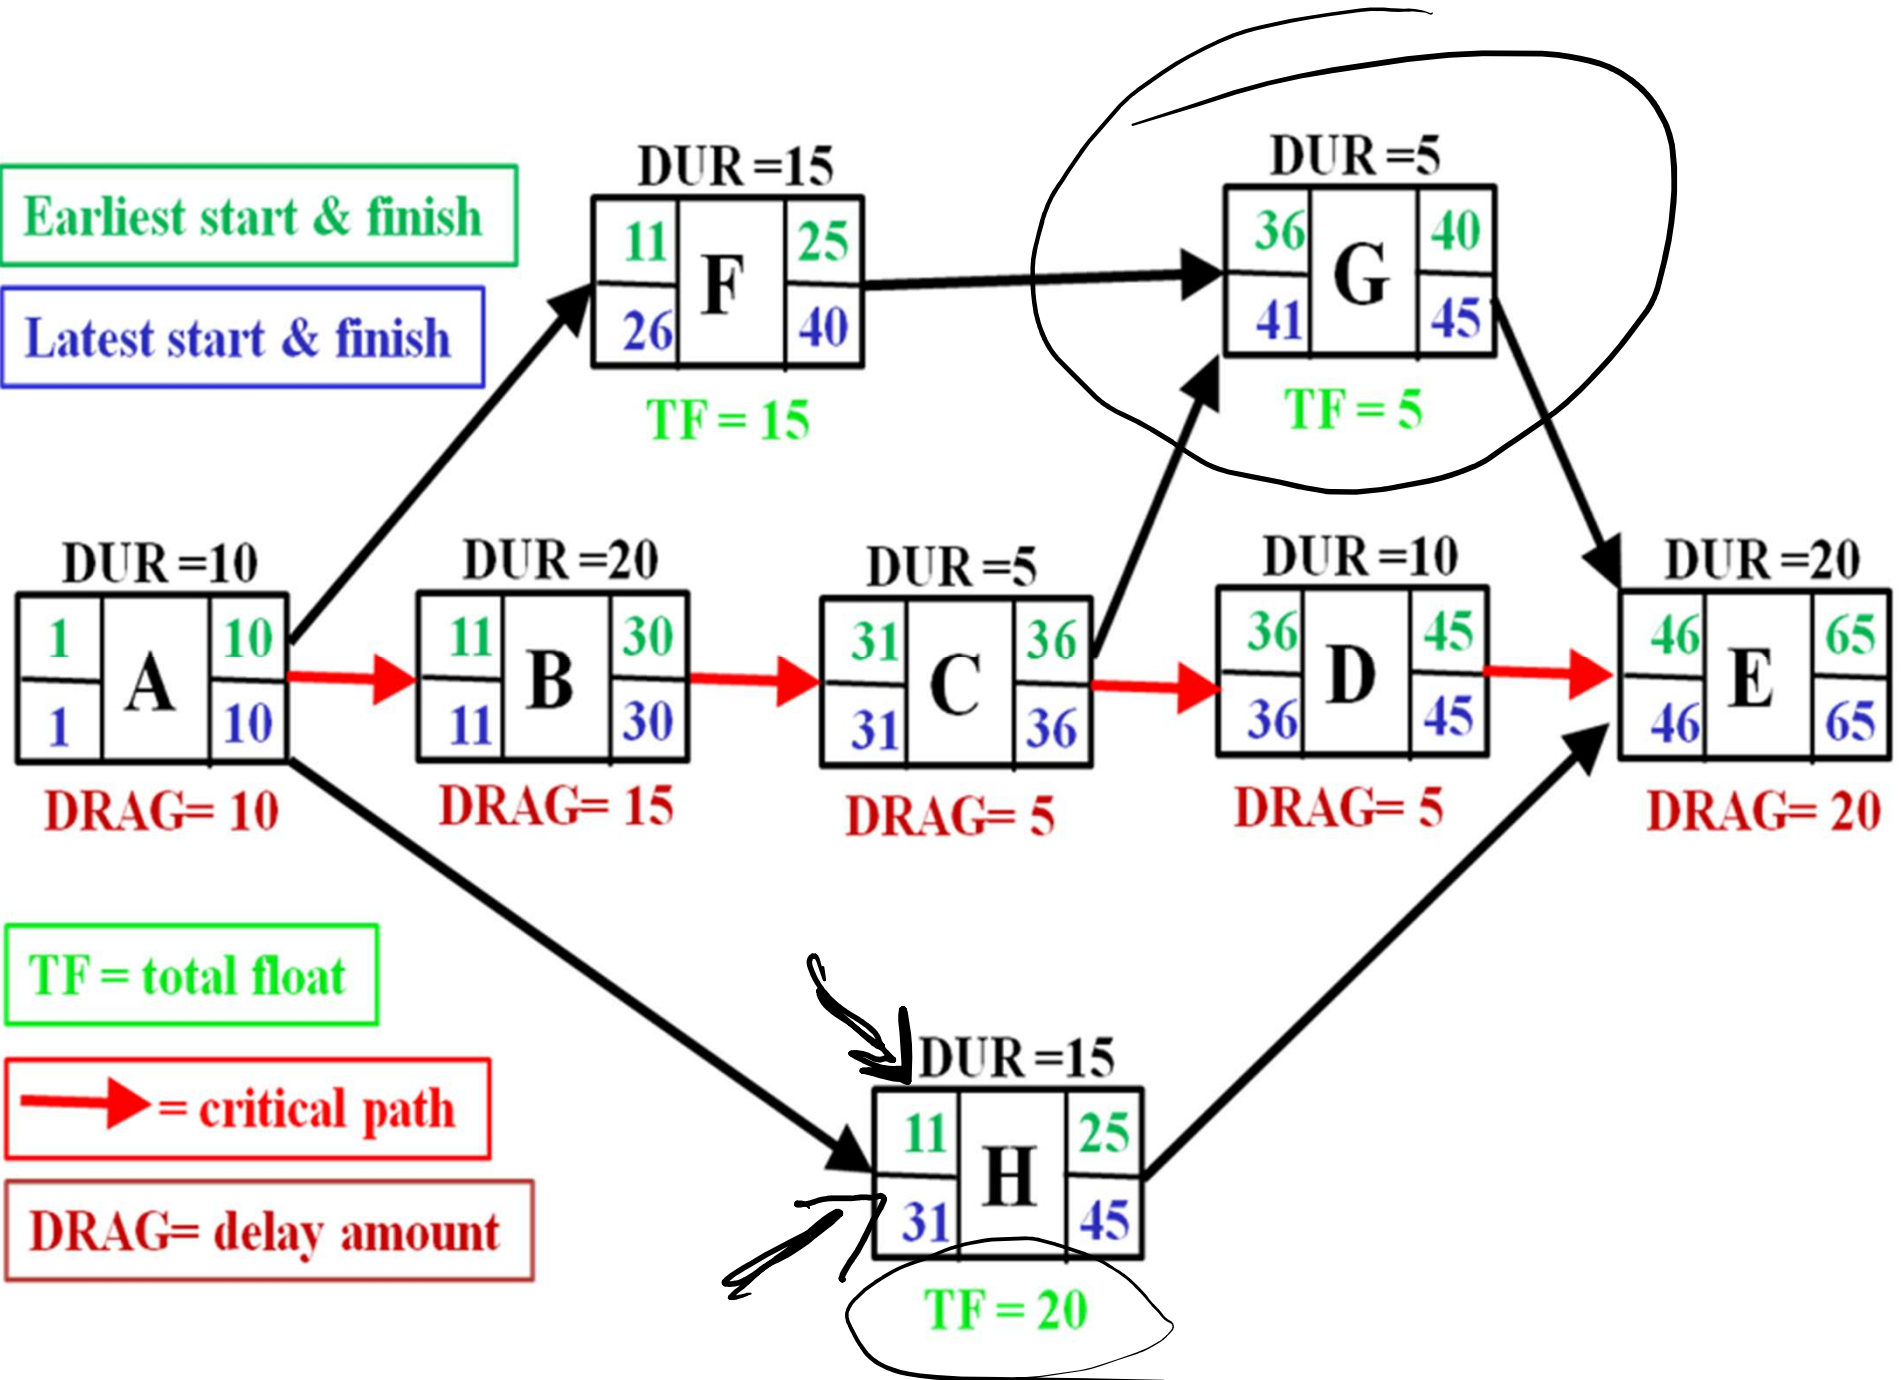 DUR =15
DUR =5
Earliest start & finish
11 F 25
26 40
36 G 40
41 45
Latest start & finish
TF = 15
TF = 5
DUR =10
DUR =20
DUR =5
DUR =10
DUR =20
1 A 10
1 10
11 B 30
11 30
31 C 36
31 36
36 D 45
36 45
46 E 65
46 65
DRAG= 10
DRAG= 15
DRAG= 5
DRAG= 5
DRAG= 20
TF = total float
= critical path
DRAG= delay amount
DUR =15
11 H 25
31 45
TF = 20